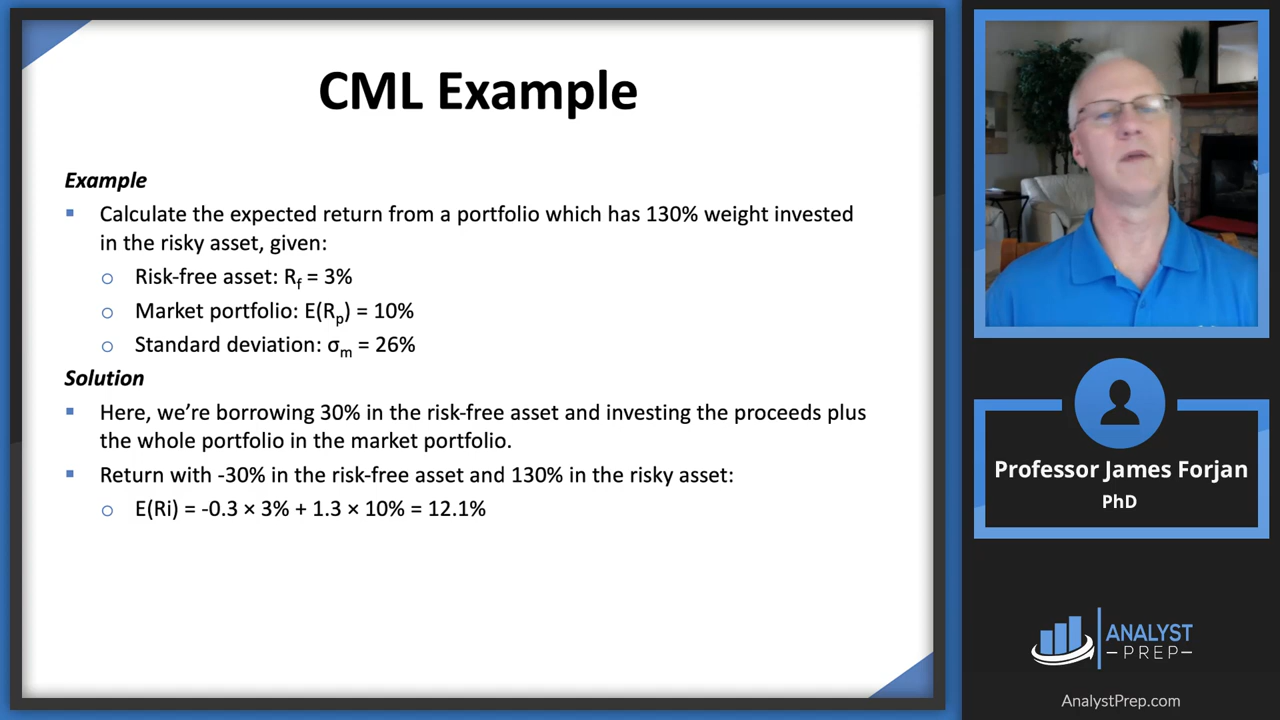 CML Example
Example
▪ Calculate the expected return from a portfolio which has 130% weight invested
in the risky asset, given:
o Risk-free asset: R_f = 3%
o Market portfolio: E(R_p) = 10%
o Standard deviation: σ_m = 26%
Solution
▪ Here, we're borrowing 30% in the risk-free asset and investing the proceeds plus
the whole portfolio in the market portfolio.
▪ Return with -30% in the risk-free asset and 130% in the risky asset:
o E(Ri) = -0.3 × 3% + 1.3 × 10% = 12.1%
Professor James Forjan
PhD
ANALYST
PREP
AnalystPrep.com